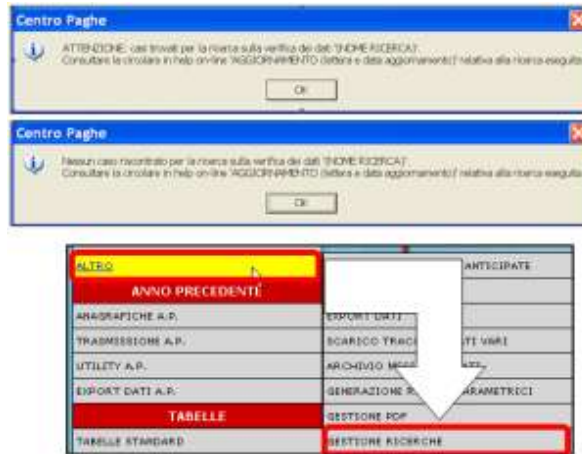 Centro Paghe
ATTENZIONE: casi trovati per la ricerca sulla verifica dei dati '(NOME RICERCA)'.
Consultare la circolare in help on-line 'AGGIORNAMENTO (lettera e data aggiornamento)' relativa alla ricerca eseguita
OK
Centro Paghe
Nessun caso riscontrato per la ricerca sulla verifica dei dati '(NOME RICERCA)'.
Consultare la circolare in help on-line 'AGGIORNAMENTO (lettera e data aggiornamento)' relativa alla ricerca eseguita
OK
ALTRO
ANTICIPATE
ANNO PRECEDENTE
ANAGRAFICHE A.P.
EXPORT DATI
TRASMISSIONE A.P.
SCARICO TRAC
TI VARI
UTILITY A.P.
ARCHIVIO
EXPORT DATI A.P.
GENERAZIONE
ARAMETRICI
TABELLE
GESTIONE PDF
TABELLE STANDARD
GESTIONE RICERCHE